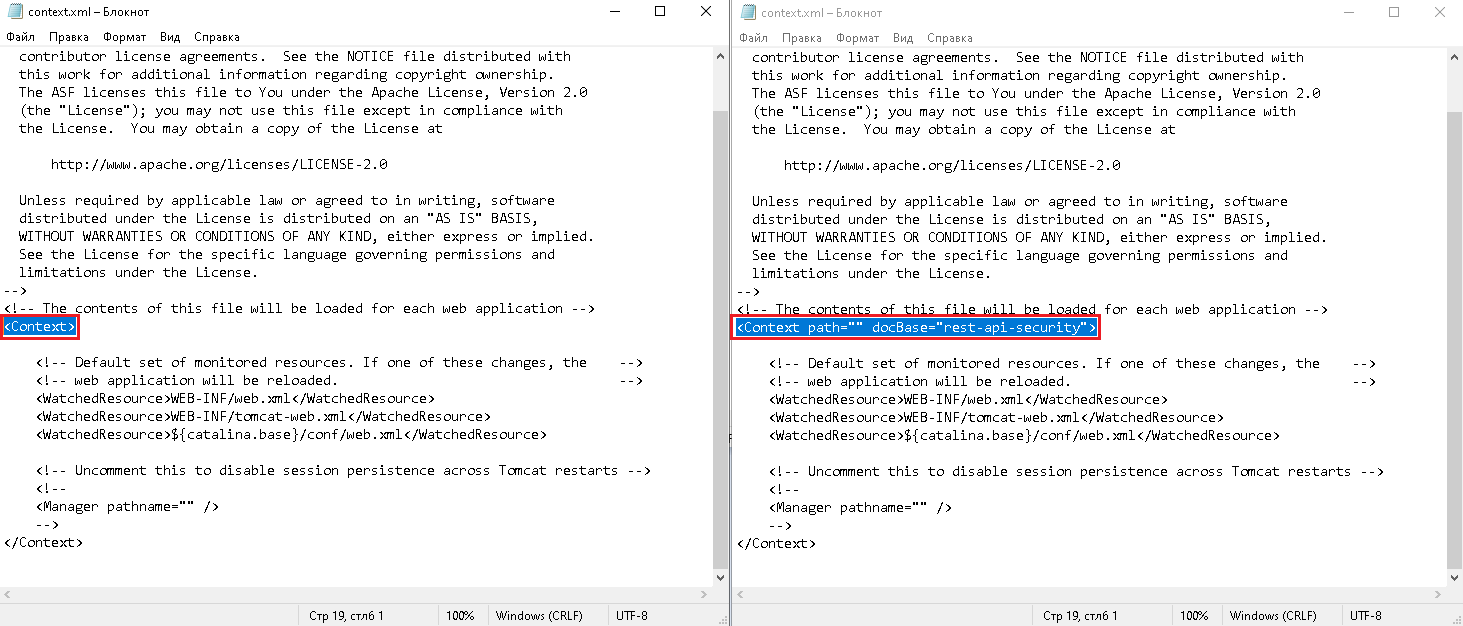 context.xml – Блокнот
Файл Правка Формат Вид Справка
contributor license agreements.  See the NOTICE file distributed with
this work for additional information regarding copyright ownership.
The ASF licenses this file to You under the Apache License, Version 2.0
(the "License"); you may not use this file except in compliance with
the License.  You may obtain a copy of the License at
http://www.apache.org/licenses/LICENSE-2.0
Unless required by applicable law or agreed to in writing, software
distributed under the License is distributed on an "AS IS" BASIS,
WITHOUT WARRANTIES OR CONDITIONS OF ANY KIND, either express or implied.
See the License for the specific language governing permissions and
limitations under the License.
-->
<!-- The contents of this file will be loaded for each web application -->
<Context>
<!-- Default set of monitored resources. If one of these changes, the    -->
<!-- web application will be reloaded.                                   -->
<WatchedResource>WEB-INF/web.xml</WatchedResource>
<WatchedResource>WEB-INF/tomcat-web.xml</WatchedResource>
<WatchedResource>${catalina.base}/conf/web.xml</WatchedResource>
<!-- Uncomment this to disable session persistence across Tomcat restarts -->
<!--
<Manager pathname="" />
-->
</Context>
Стр 19, стлб 1 100% Windows (CRLF) UTF-8
context.xml – Блокнот
Файл Правка Формат Вид Справка
contributor license agreements.  See the NOTICE file distributed with
this work for additional information regarding copyright ownership.
The ASF licenses this file to You under the Apache License, Version 2.0
(the "License"); you may not use this file except in compliance with
the License.  You may obtain a copy of the License at
http://www.apache.org/licenses/LICENSE-2.0
Unless required by applicable law or agreed to in writing, software
distributed under the License is distributed on an "AS IS" BASIS,
WITHOUT WARRANTIES OR CONDITIONS OF ANY KIND, either express or implied.
See the License for the specific language governing permissions and
limitations under the License.
-->
<!-- The contents of this file will be loaded for each web application -->
<Context path="" docBase="rest-api-security">
<!-- Default set of monitored resources. If one of these changes, the    -->
<!-- web application will be reloaded.                                   -->
<WatchedResource>WEB-INF/web.xml</WatchedResource>
<WatchedResource>WEB-INF/tomcat-web.xml</WatchedResource>
<WatchedResource>${catalina.base}/conf/web.xml</WatchedResource>
<!-- Uncomment this to disable session persistence across Tomcat restarts -->
<!--
<Manager pathname="" />
-->
</Context>
Стр 19, стлб 1 100% Windows (CRLF) UTF-8